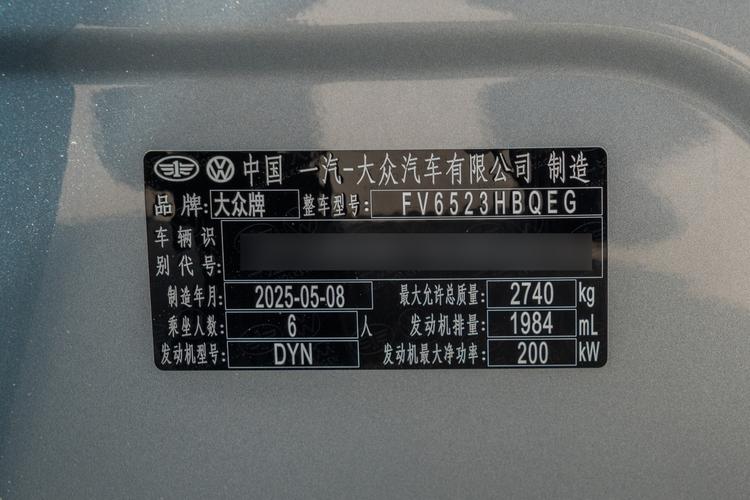 中国 一汽-大众汽车有限公司 制造
品牌:大众牌 整车型号:FV6523HBQEG
车辆识
别代号:
制造年月:2025-05-08 最大允许总质量:2740 kg
乘坐人数:6 人 发动机排量:1984 mL
发动机型号:DYN 发动机最大净功率:200 kW